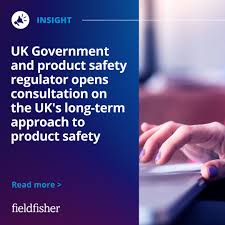 INSIGHT
UK Government
and product safety
regulator opens
consultation on
the UK's long-term
approach to
product safety
Read more >
fieldfisher